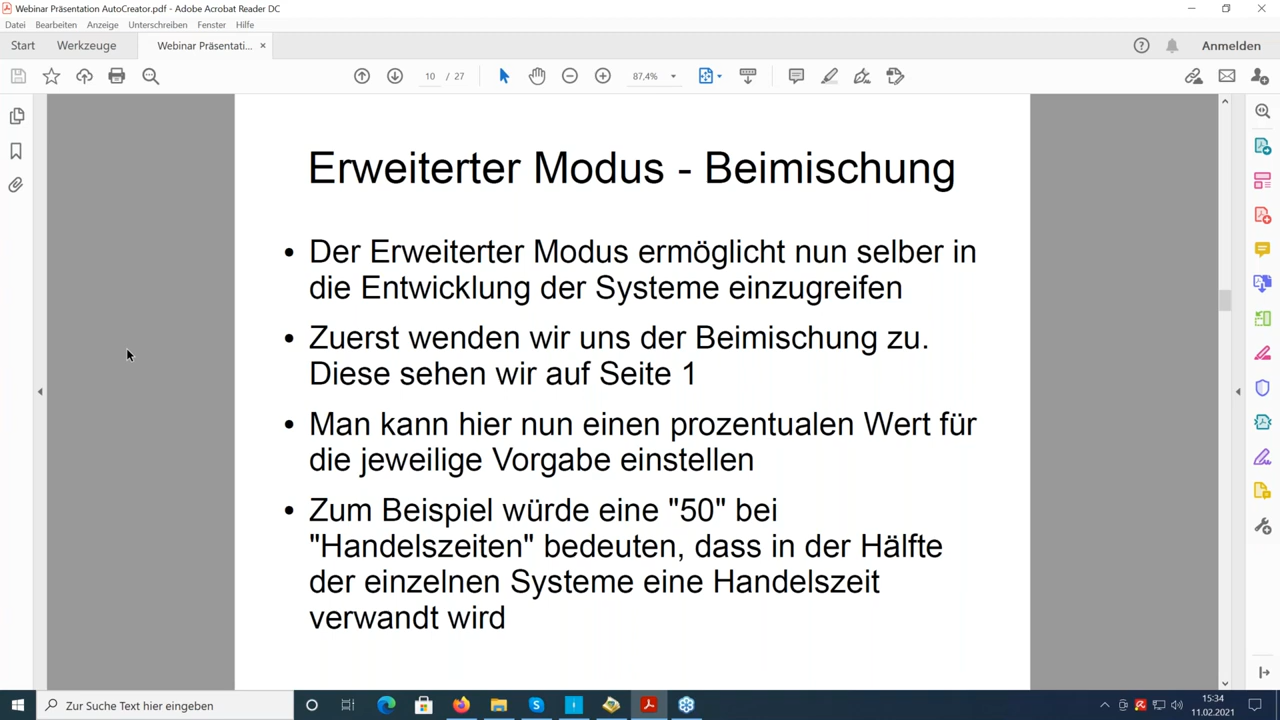 Webinar Präsentation AutoCreator.pdf - Adobe Acrobat Reader DC
Datei Bearbeiten Anzeige Unterschreiben Fenster Hilfe
Start Werkzeuge Webinar Präsentati... × Anmelden
10 / 27 87,4%
Erweiterter Modus - Beimischung
• Der Erweiterter Modus ermöglicht nun selber in
die Entwicklung der Systeme einzugreifen
• Zuerst wenden wir uns der Beimischung zu.
Diese sehen wir auf Seite 1
• Man kann hier nun einen prozentualen Wert für
die jeweilige Vorgabe einstellen
• Zum Beispiel würde eine "50" bei
"Handelszeiten" bedeuten, dass in der Hälfte
der einzelnen Systeme eine Handelszeit
verwandt wird
Zur Suche Text hier eingeben
15:34
11.02.2021